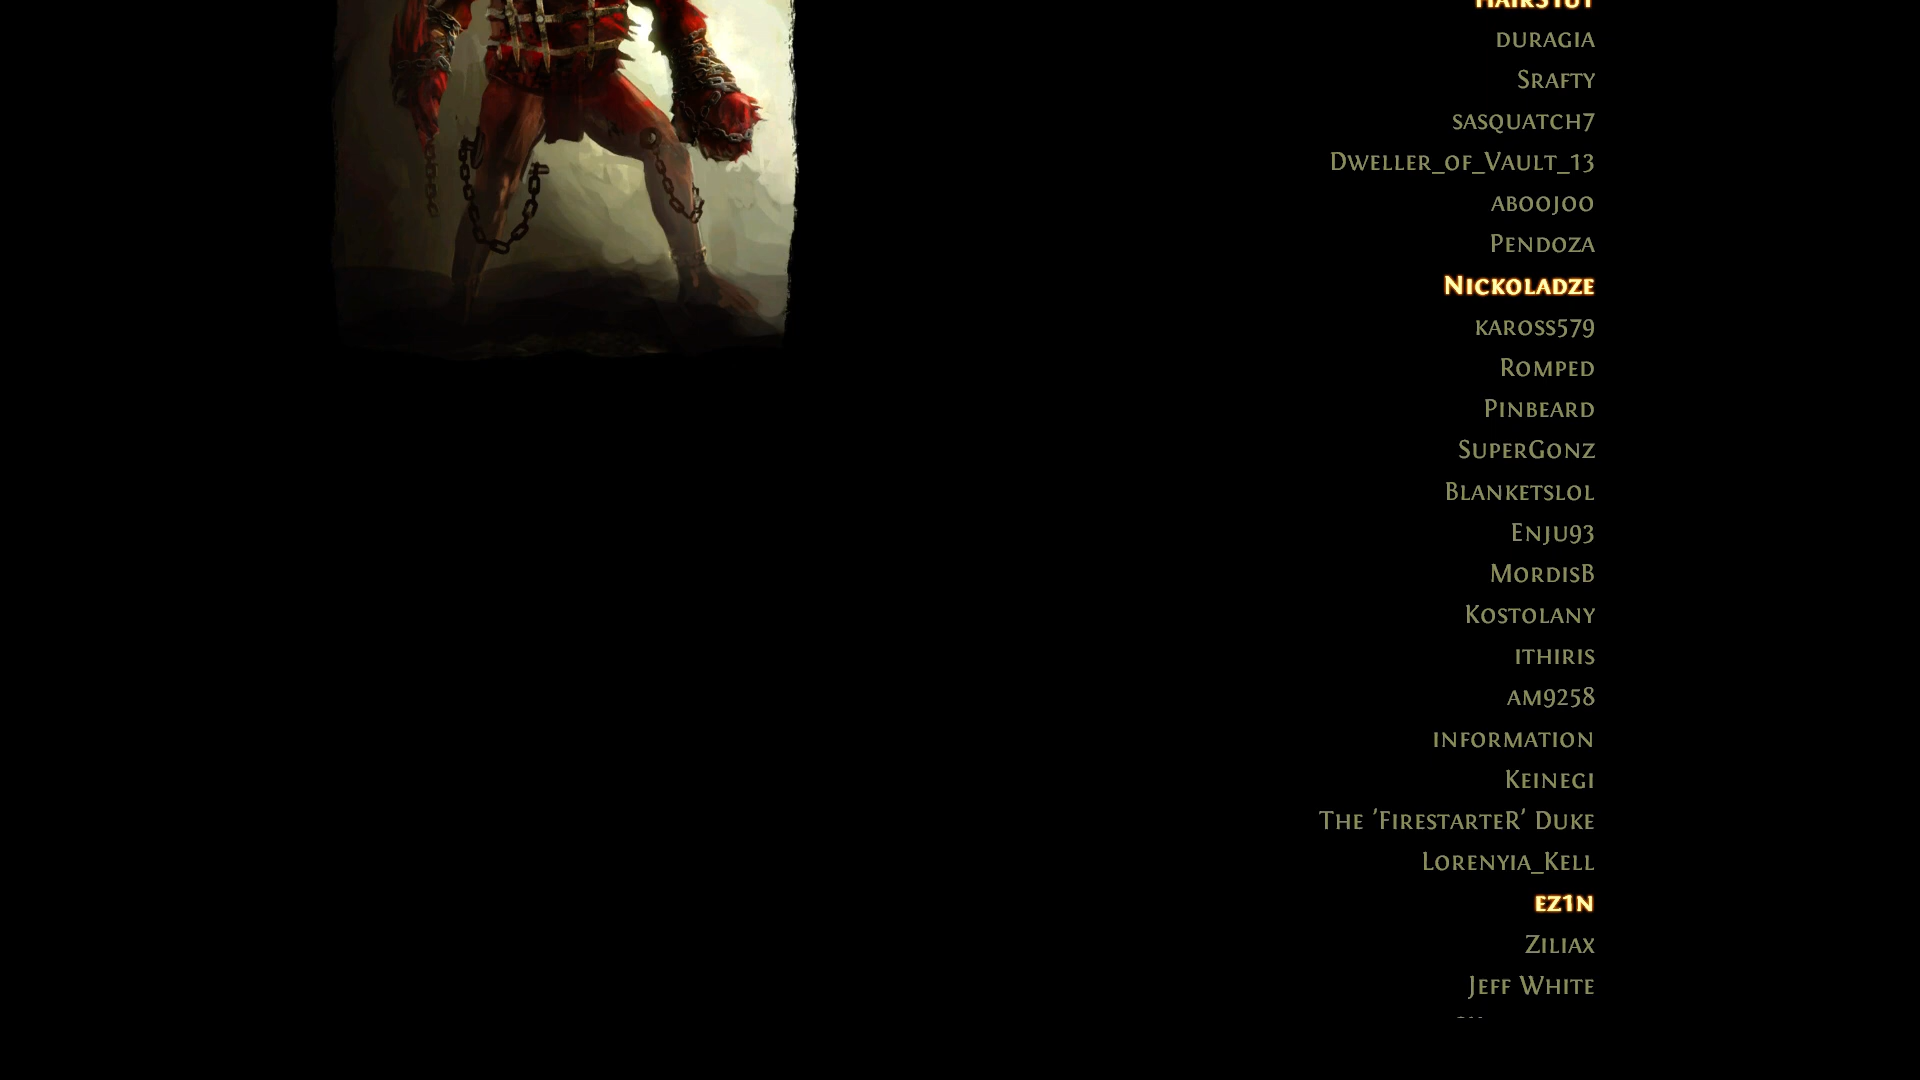 duragia
Srafty
sasquatch7
Dweller_of_Vault_13
aboojoo
Pendoza
Nickoladze
kaross579
Romped
Pinbeard
SuperGonz
Blanketslol
Enju93
MordisB
Kostolany
ithiris
am9258
information
Keinegi
The 'FirestarteR' Duke
Lorenyia_Kell
ez1n
Ziliax
Jeff White